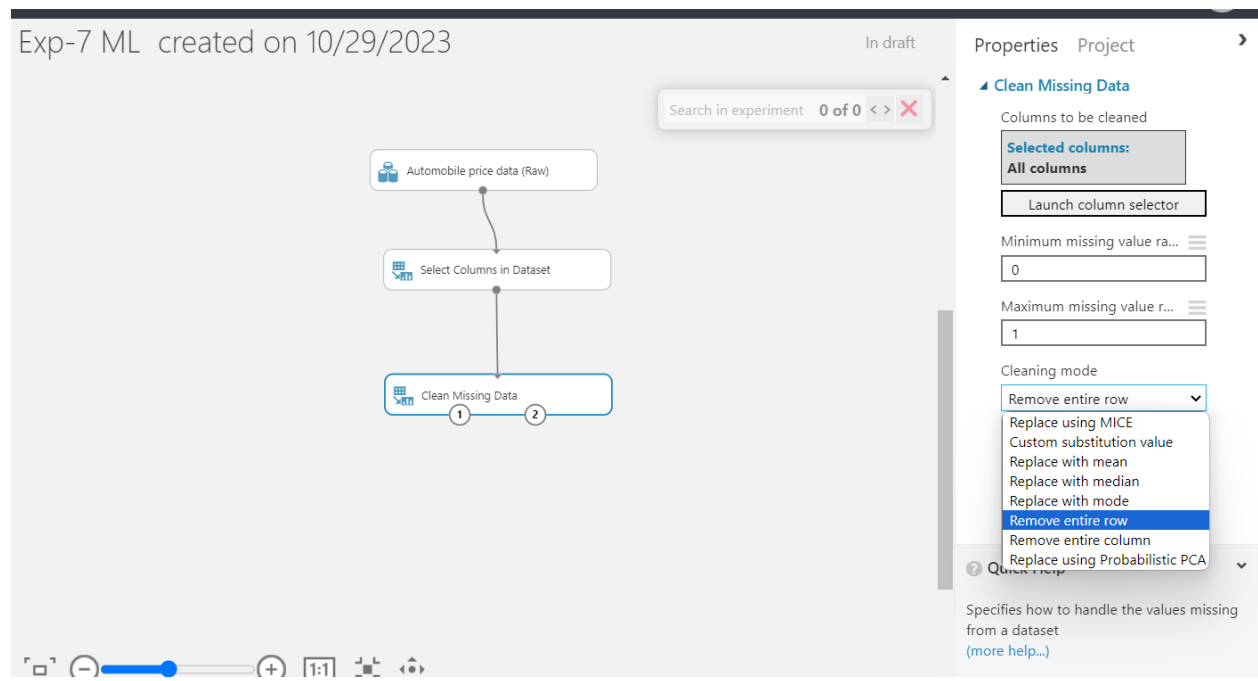 Exp-7 ML created on 10/29/2023
In draft
Search in experiment 0 of 0 < >
Automobile price data (Raw)
Select Columns in Dataset
Clean Missing Data
1 2
1:1
Properties Project
Clean Missing Data
Columns to be cleaned
Selected columns:
All columns
Launch column selector
Minimum missing value ra...
0
Maximum missing value r...
1
Cleaning mode
Remove entire row
Replace using MICE
Custom substitution value
Replace with mean
Replace with median
Replace with mode
Remove entire row
Remove entire column
Replace using Probabilistic PCA
Quick Help
Specifies how to handle the values missing
from a dataset
(more help...)